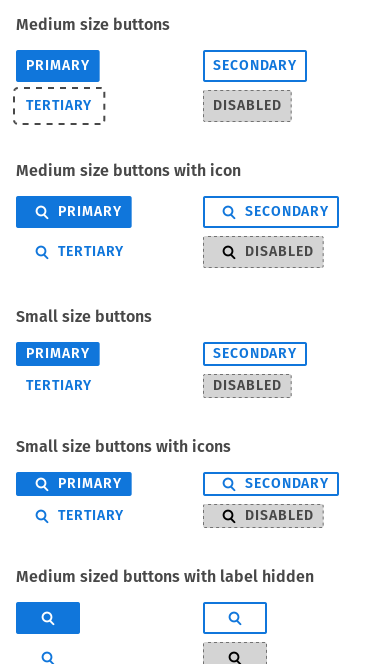 Medium size buttons
PRIMARY SECONDARY
TERTIARY DISABLED
Medium size buttons with icon
PRIMARY SECONDARY
TERTIARY DISABLED
Small size buttons
PRIMARY SECONDARY
TERTIARY DISABLED
Small size buttons with icons
PRIMARY SECONDARY
TERTIARY DISABLED
Medium sized buttons with label hidden